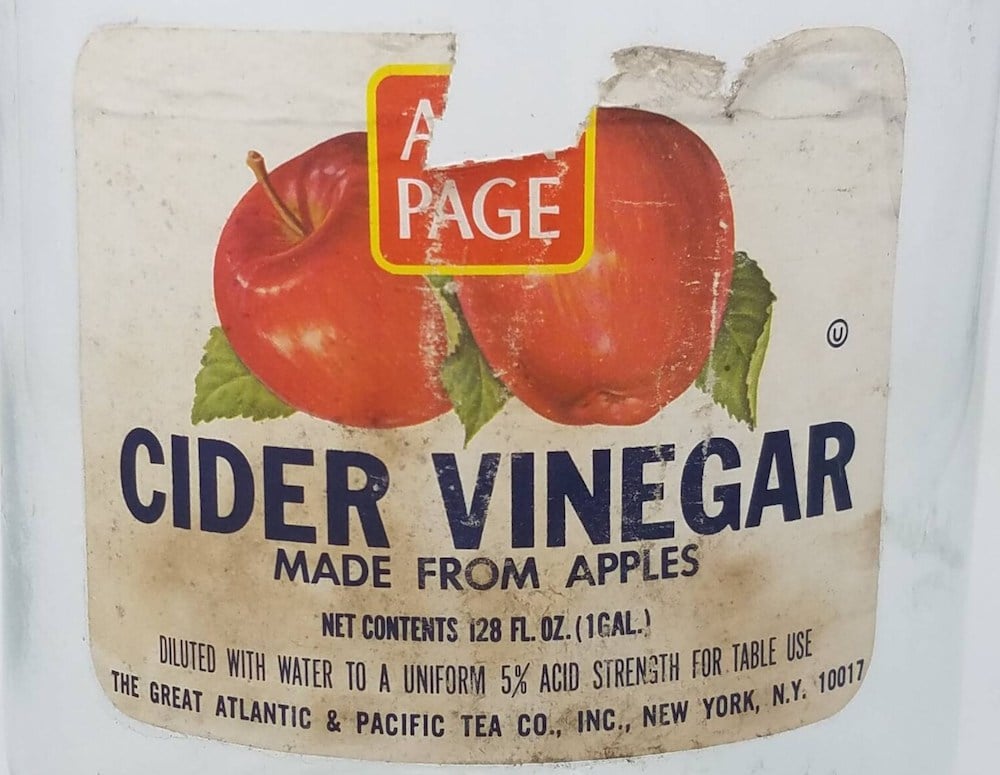 PAGE
Ⓤ
CIDER VINEGAR
MADE FROM APPLES
NET CONTENTS 128 FL. OZ. (1GAL.)
DILUTED WITH WATER TO A UNIFORM 5% ACID STRENGTH FOR TABLE USE
THE GREAT ATLANTIC & PACIFIC TEA CO., INC., NEW YORK, N.Y. 10017